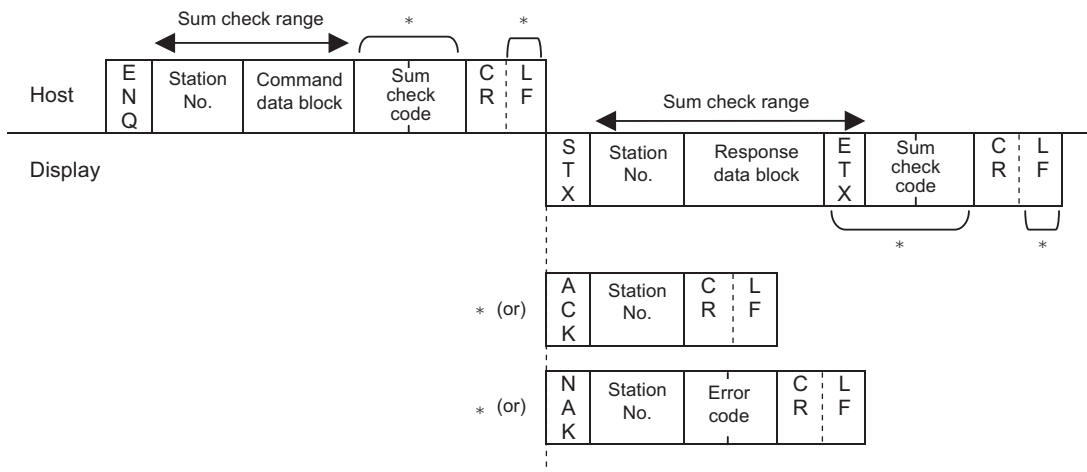 Sum check range * *
Host E N Q Station No. Command data block Sum check code C R L F
Sum check range
Display S T X Station No. Response data block E T X Sum check code C R L F
* *
* (or) A C K Station No. C R L F
* (or) N A K Station No. Error code C R L F